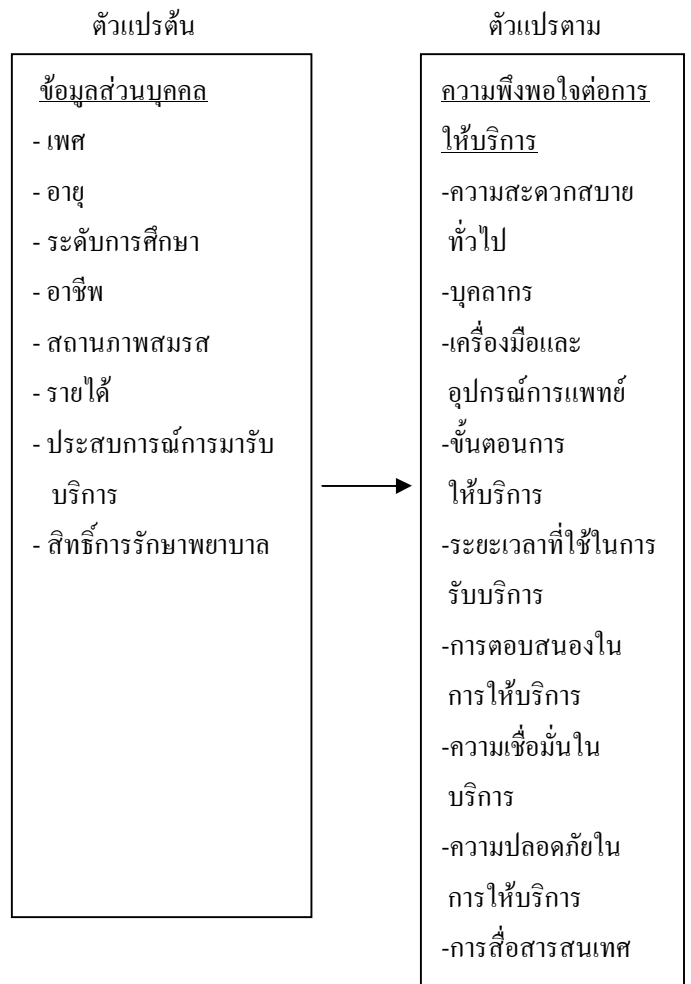 ตัวแปรต้น
ข้อมูลส่วนบุคคล
- เพศ
- อายุ
- ระดับการศึกษา
- อาชีพ
- สถานภาพสมรส
- รายได้
- ประสบการณ์การมารับ
บริการ
- สิทธิ์การรักษาพยาบาล
ตัวแปรตาม
ความพึงพอใจต่อการ
ให้บริการ
-ความสะดวกสบาย
ทั่วไป
-บุคลากร
-เครื่องมือและ
อุปกรณ์การแพทย์
-ขั้นตอนการ
ให้บริการ
-ระยะเวลาที่ใช้ในการ
รับบริการ
-การตอบสนองใน
การให้บริการ
-ความเชื่อมั่นใน
บริการ
-ความปลอดภัยใน
การให้บริการ
-การสื่อสารสนเทศ